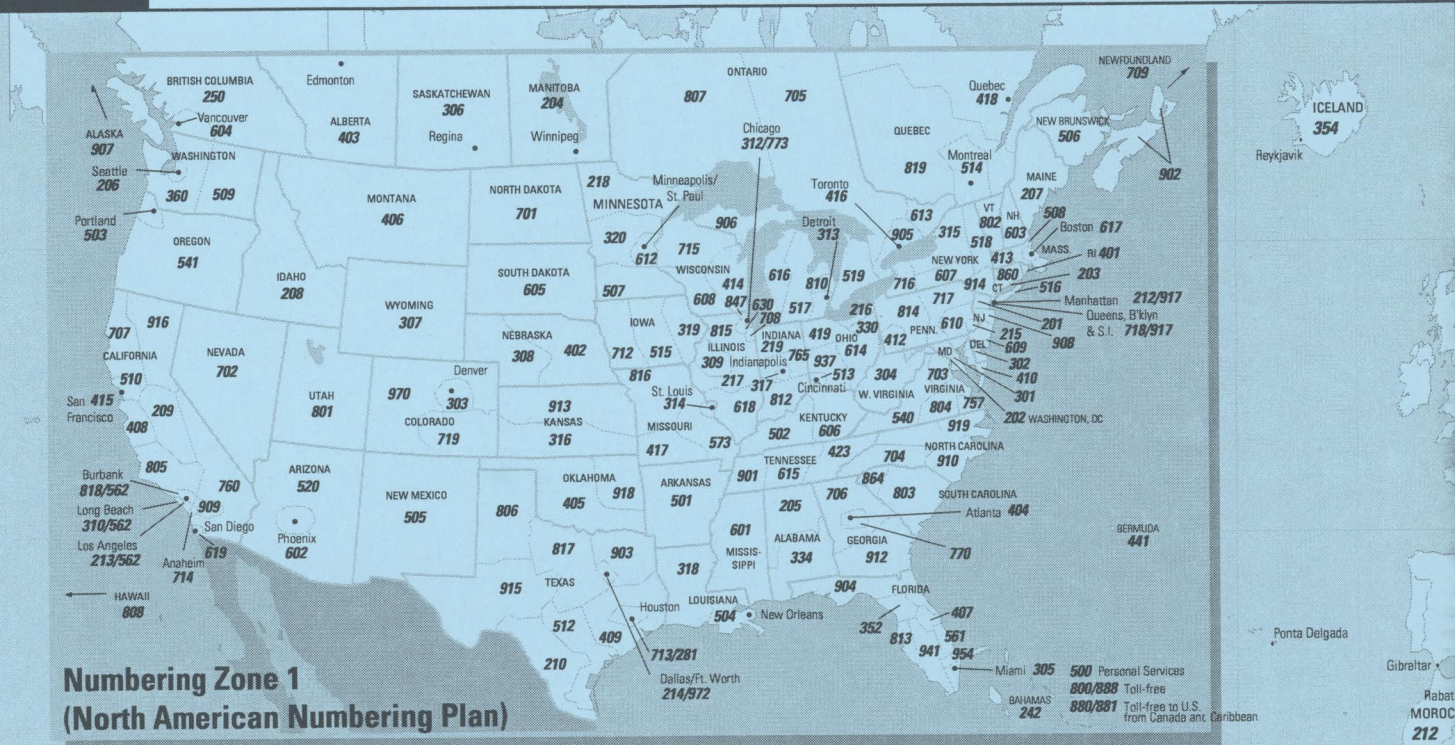 NEWFOUNDLAND
709
BRITISH COLUMBIA
250
Edmonton
ALBERTA
403
SASKATCHEWAN
306
Regina
MANITOBA
204
Winnipeg
ONTARIO
807
705
Quebec
418
NEW BRUNSWICK
506
QUEBEC
819
Montreal
514
902
ICELAND
354
Reykjavik
Vancouver
604
ALASKA
907
WASHINGTON
Seattle
206
360
509
Portland
503
OREGON
541
IDAHO
208
MONTANA
406
NORTH DAKOTA
701
218
MINNESOTA
320
Minneapolis/
St. Paul
612
Chicago
312/773
906
715
WISCONSIN
414
608
847
630
708
Toronto
416
Detroit
313
616
810
519
517
613
905
315
518
VT
802
NH
603
MAINE
207
508
Boston 617
MASS.
413
RI 401
860
CT
203
516
NEW YORK
607
914
716
717
Manhattan 212/917
Queens, B'klyn
& S.I. 718/917
NJ
201
908
215
609
DEL
302
410
301
MD
202 WASHINGTON, DC
814
PENN.
610
412
216
330
OHIO
419
614
937
513
Cincinnati
SOUTH DAKOTA
605
507
WYOMING
307
NEBRASKA
308
402
IOWA
712
515
319
815
ILLINOIS
309
217
618
INDIANA
219
Indianapolis
765
317
812
304
W. VIRGINIA
703
VIRGINIA
804
757
540
919
707
916
CALIFORNIA
510
San 415
Francisco
209
408
805
760
NEVADA
702
UTAH
801
970
Denver
303
COLORADO
719
913
KANSAS
316
816
St. Louis
314
MISSOURI
417
573
502
KENTUCKY
606
423
TENNESSEE
615
901
704
NORTH CAROLINA
910
864
803
SOUTH CAROLINA
Atlanta 404
Burbank
818/562
Long Beach
310/562
Los Angeles
213/562
909
San Diego
619
Anaheim
714
HAWAII
808
ARIZONA
520
Phoenix
602
NEW MEXICO
505
806
OKLAHOMA
405
918
ARKANSAS
501
601
MISSIS-
SIPPI
205
ALABAMA
334
706
GEORGIA
912
770
BERMUDA
441
817
903
915
TEXAS
512
210
409
Houston
713/281
Dallas/Ft. Worth
214/972
318
LOUISIANA
504
New Orleans
904
FLORIDA
352
407
813
561
941
954
Miami 305
BAHAMAS
242
500 Personal Services
800/888 Toll-free
880/881 Toll-free to U.S.
from Canada and Caribbean
Ponta Delgada
Gibraltar
Rabat
MOROC
212
Numbering Zone 1
(North American Numbering Plan)